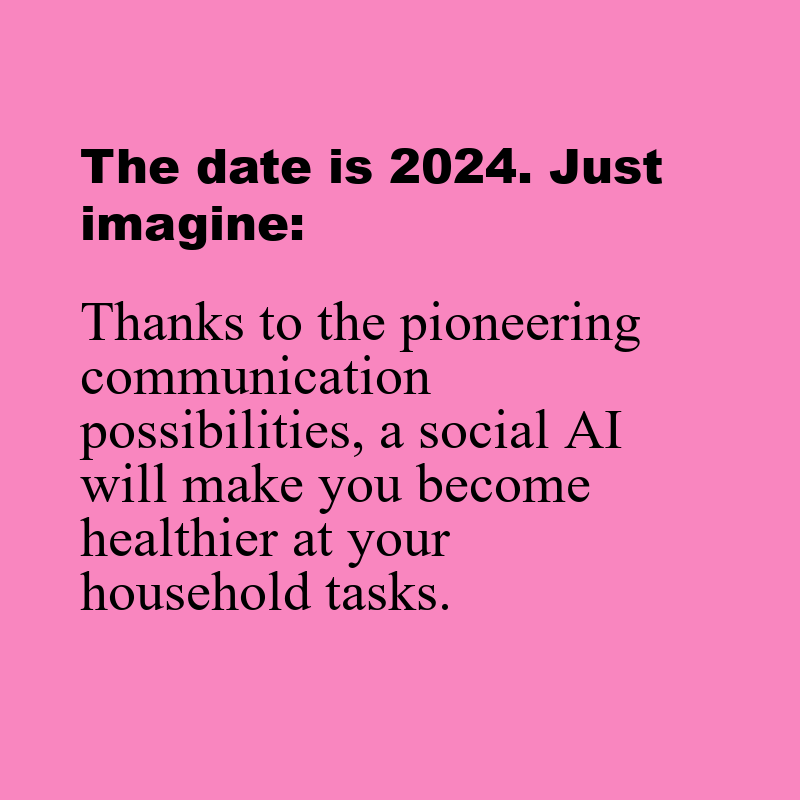 The date is 2024. Just
imagine:
Thanks to the pioneering
communication
possibilities, a social AI
will make you become
healthier at your
household tasks.